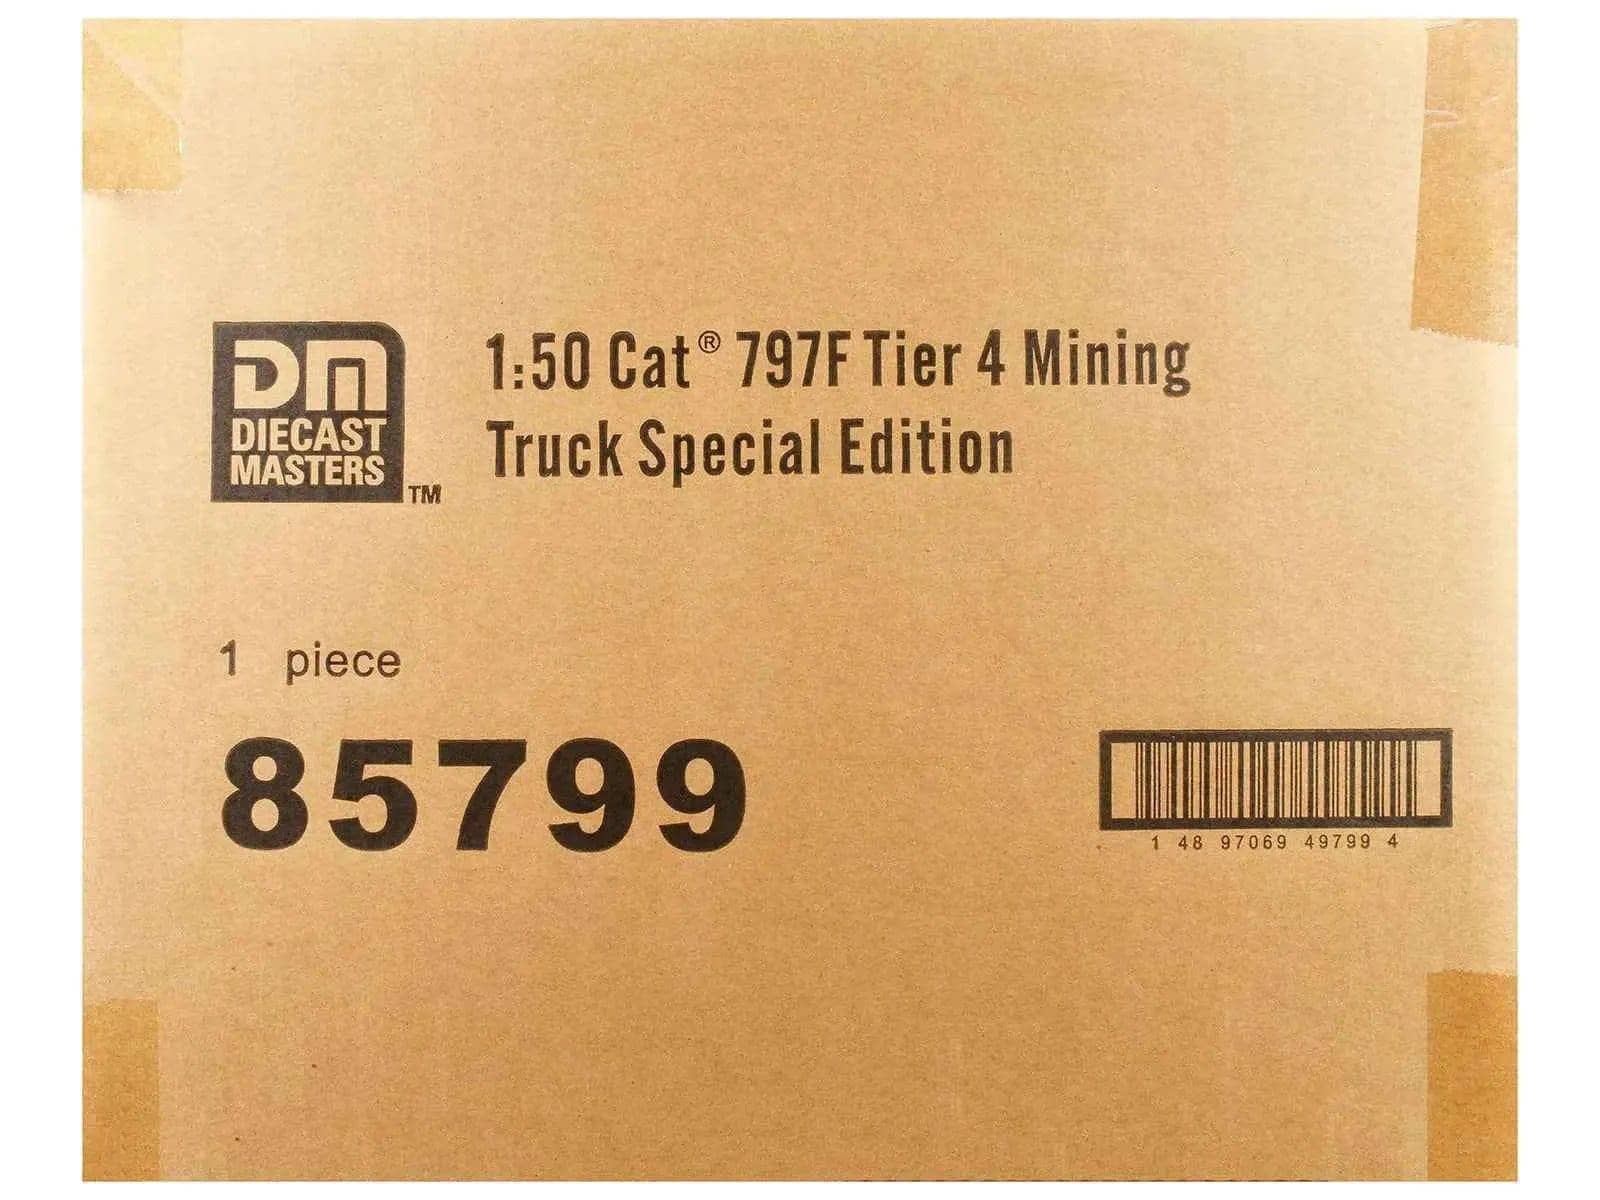 DM
DIECAST
MASTERS
TM
1:50 Cat® 797F Tier 4 Mining
Truck Special Edition
1 piece
85799
1 48 97069 49799 4